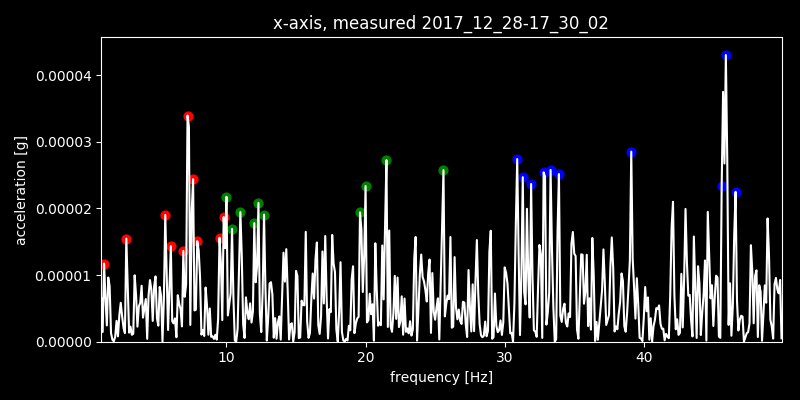 x-axis, measured 2017_12_28-17_30_02
0.00004
0.00003
0.00002
0.00001
0.00000
acceleration [g]
10 20 30 40
frequency [Hz]